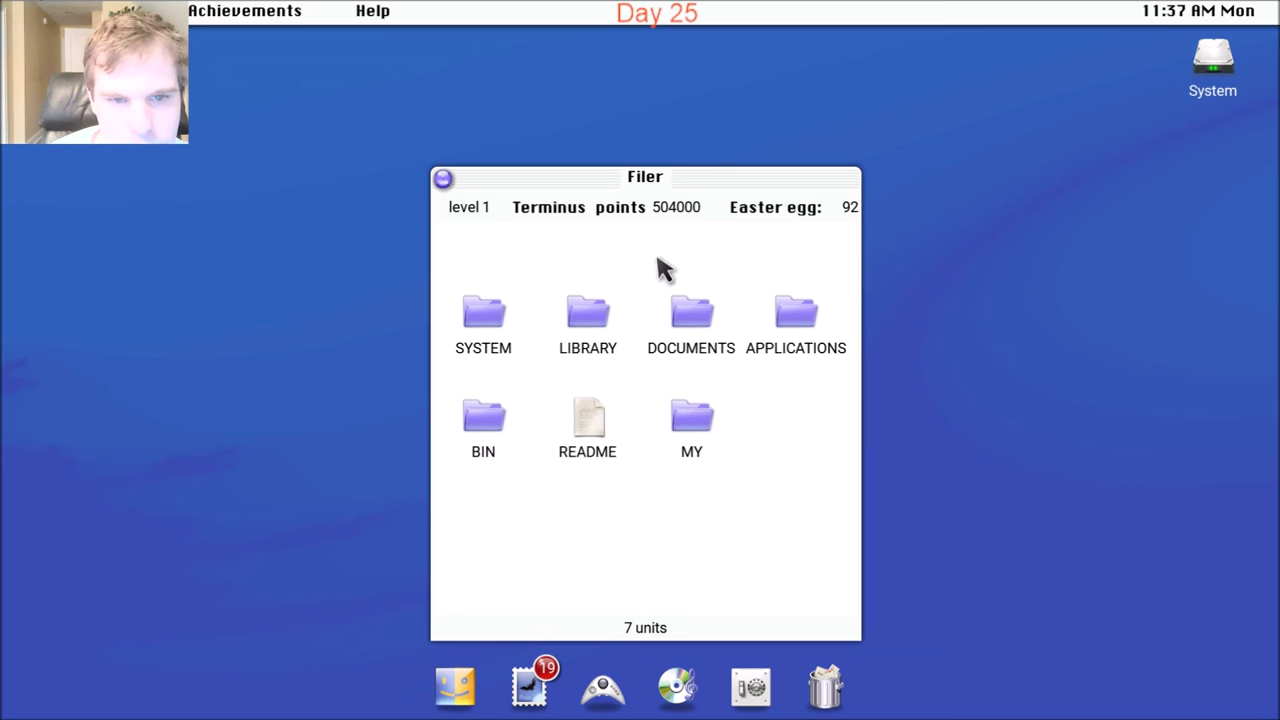 Achievements Help Day 25 11:37 AM Mon
System
Filer
level 1 Terminus points 504000 Easter egg: 92
SYSTEM LIBRARY DOCUMENTS APPLICATIONS
BIN README MY
7 units
19